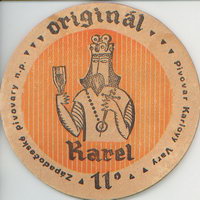 originál
Západočeské pivovary n.p.
pivovar Karlovy Vary
Karel
11°